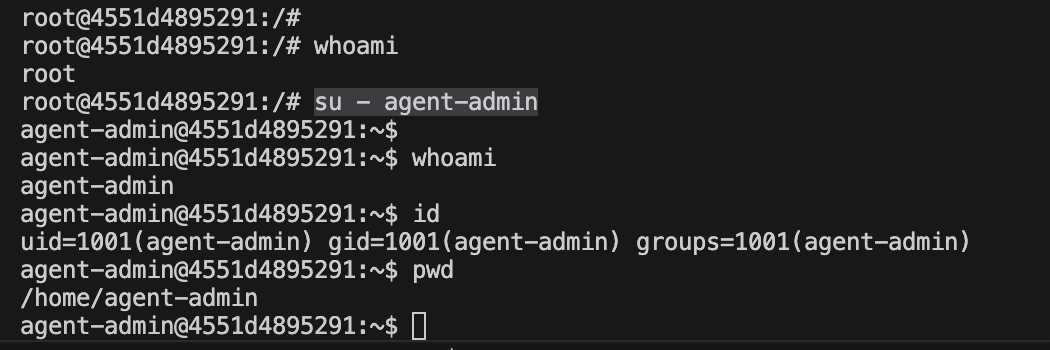 root@4551d4895291:/#
root@4551d4895291:/# whoami
root
root@4551d4895291:/# su - agent-admin
agent-admin@4551d4895291:~$
agent-admin@4551d4895291:~$ whoami
agent-admin
agent-admin@4551d4895291:~$ id
uid=1001(agent-admin) gid=1001(agent-admin) groups=1001(agent-admin)
agent-admin@4551d4895291:~$ pwd
/home/agent-admin
agent-admin@4551d4895291:~$